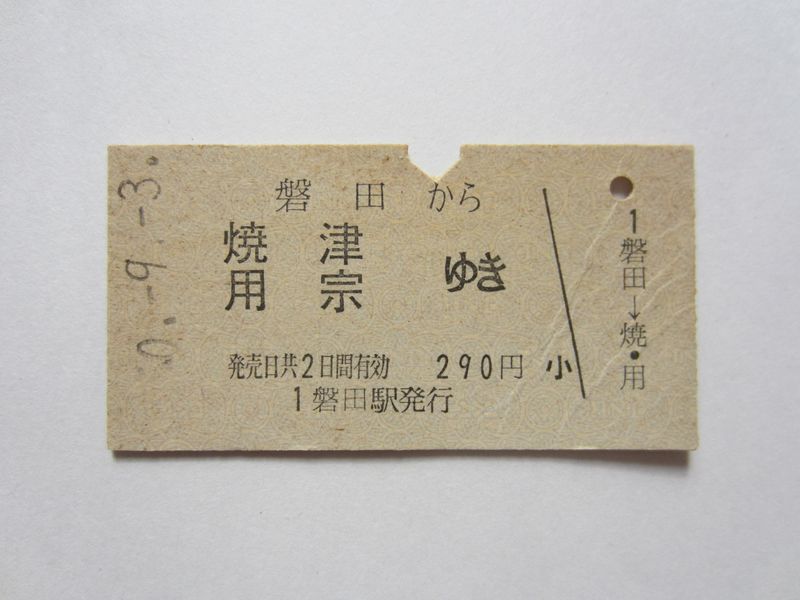 磐田から
焼津
用宗
ゆき
発売日共2日間有効 290円 小
1磐田駅発行
1磐田→焼・用
0.-9.-3.